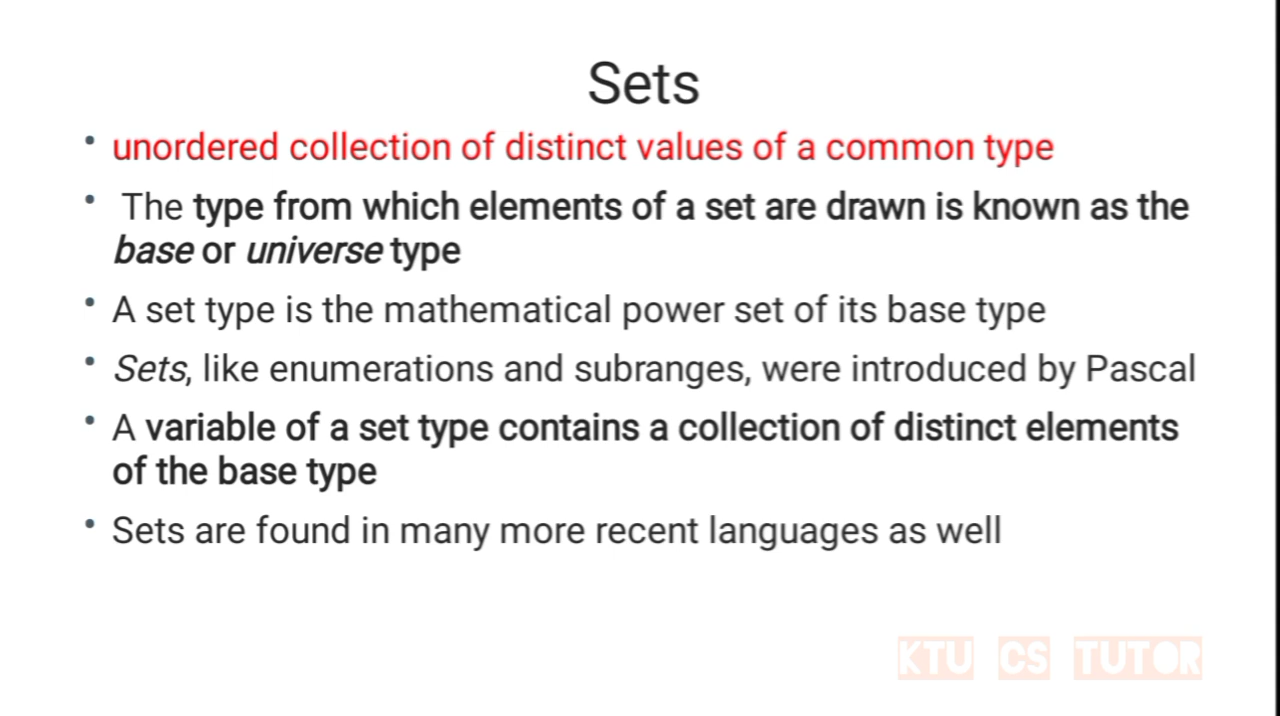 Sets
• unordered collection of distinct values of a common type
• The type from which elements of a set are drawn is known as the
base or universe type
• A set type is the mathematical power set of its base type
• Sets, like enumerations and subranges, were introduced by Pascal
• A variable of a set type contains a collection of distinct elements
of the base type
• Sets are found in many more recent languages as well
KTU CS TUTOR